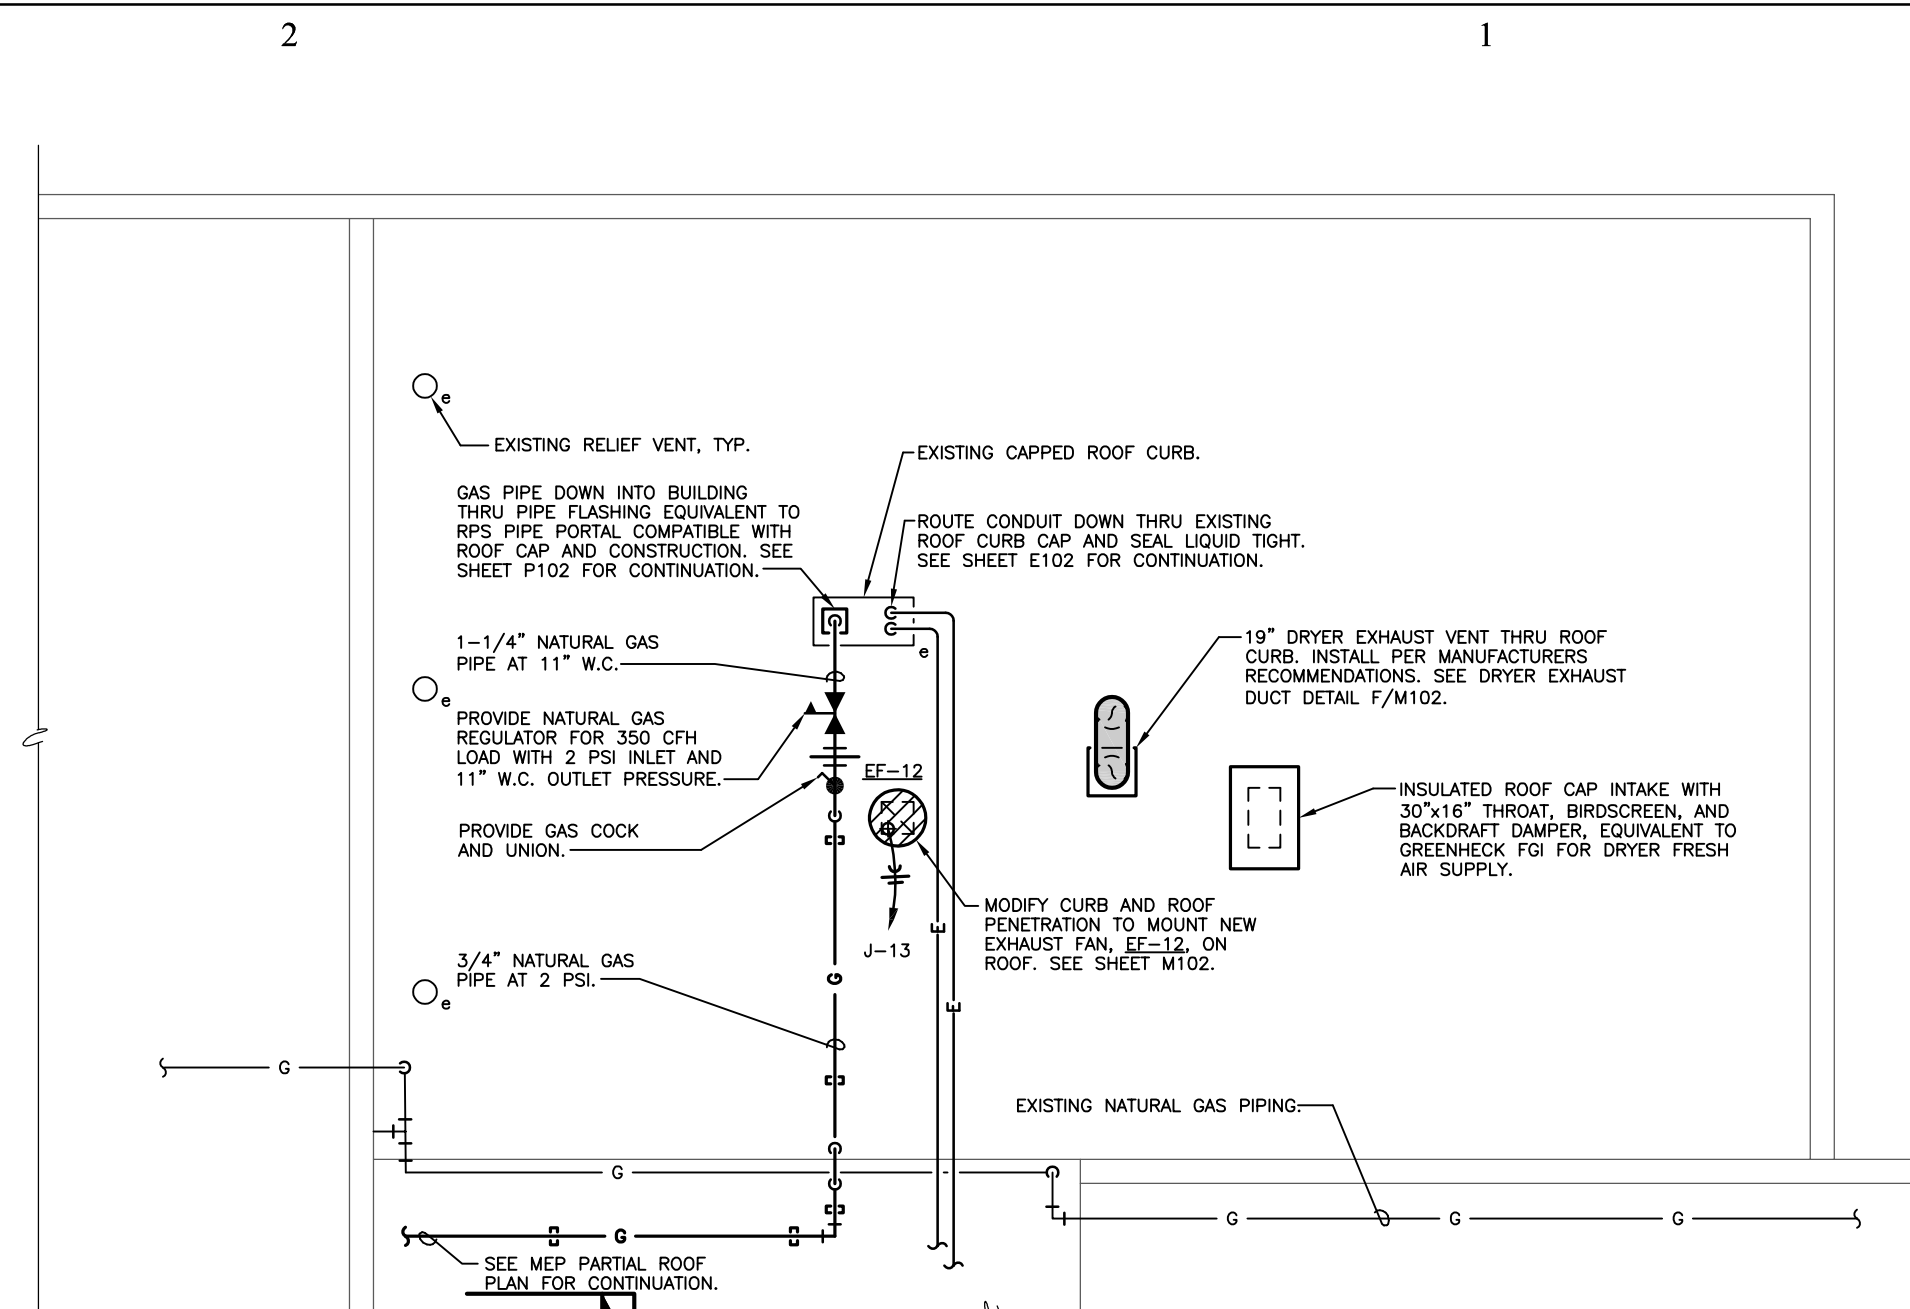 2
1
e
EXISTING RELIEF VENT, TYP.
EXISTING CAPPED ROOF CURB.
GAS PIPE DOWN INTO BUILDING
THRU PIPE FLASHING EQUIVALENT TO
RPS PIPE PORTAL COMPATIBLE WITH
ROOF CAP AND CONSTRUCTION. SEE
SHEET P102 FOR CONTINUATION.
ROUTE CONDUIT DOWN THRU EXISTING
ROOF CURB CAP AND SEAL LIQUID TIGHT.
SEE SHEET E102 FOR CONTINUATION.
e
1-1/4" NATURAL GAS
PIPE AT 11" W.C.
19" DRYER EXHAUST VENT THRU ROOF
CURB. INSTALL PER MANUFACTURERS
RECOMMENDATIONS. SEE DRYER EXHAUST
DUCT DETAIL F/M102.
e
PROVIDE NATURAL GAS
REGULATOR FOR 350 CFH
LOAD WITH 2 PSI INLET AND
11" W.C. OUTLET PRESSURE.
EF-12
INSULATED ROOF CAP INTAKE WITH
30"x16" THROAT, BIRDSCREEN, AND
BACKDRAFT DAMPER, EQUIVALENT TO
GREENHECK FGI FOR DRYER FRESH
AIR SUPPLY.
PROVIDE GAS COCK
AND UNION.
MODIFY CURB AND ROOF
PENETRATION TO MOUNT NEW
EXHAUST FAN, EF-12, ON
ROOF. SEE SHEET M102.
J-13
E
E
3/4" NATURAL GAS
PIPE AT 2 PSI.
G
e
G
EXISTING NATURAL GAS PIPING.
G
G
G
G
G
SEE MEP PARTIAL ROOF
PLAN FOR CONTINUATION.